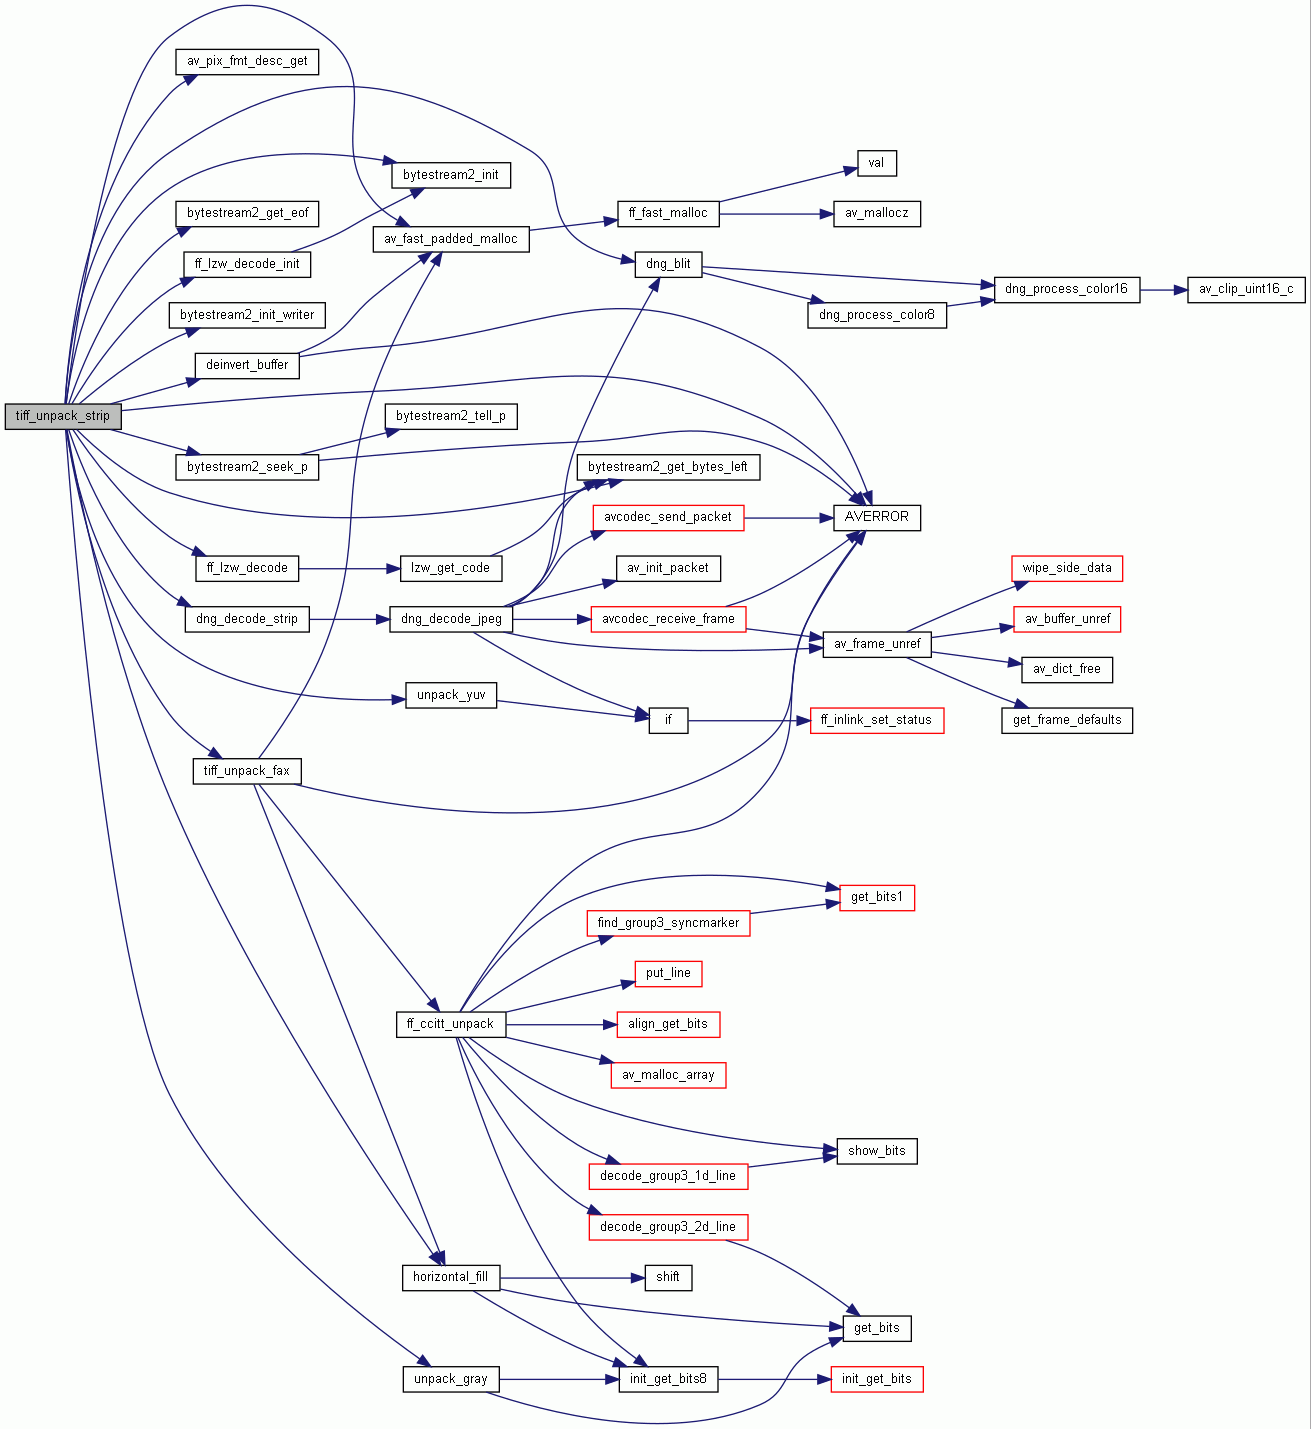 av_pix_fmt_desc_get
val
bytestream2_init
bytestream2_get_eof
ff_fast_malloc
av_mallocz
av_fast_padded_malloc
ff_lzw_decode_init
dng_blit
dng_process_color16
av_clip_uint16_c
bytestream2_init_writer
dng_process_color8
deinvert_buffer
tiff_unpack_strip
bytestream2_tell_p
bytestream2_seek_p
bytestream2_get_bytes_left
avcodec_send_packet
AVERROR
ff_lzw_decode
lzw_get_code
av_init_packet
wipe_side_data
dng_decode_strip
dng_decode_jpeg
avcodec_receive_frame
av_buffer_unref
av_frame_unref
av_dict_free
unpack_yuv
if
ff_inlink_set_status
get_frame_defaults
tiff_unpack_fax
get_bits1
find_group3_syncmarker
put_line
ff_ccitt_unpack
align_get_bits
av_malloc_array
show_bits
decode_group3_1d_line
decode_group3_2d_line
horizontal_fill
shift
get_bits
unpack_gray
init_get_bits8
init_get_bits